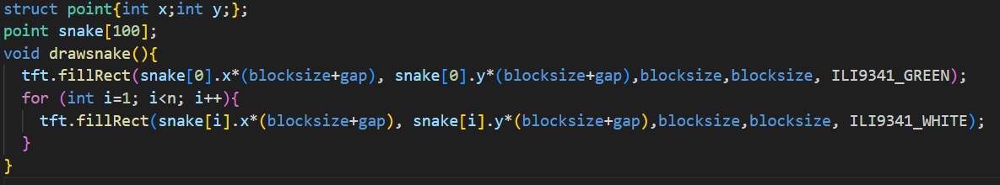 struct point{int x;int y;};
point snake[100];
void drawsnake(){
  tft.fillRect(snake[0].x*(blocksize+gap), snake[0].y*(blocksize+gap),blocksize,blocksize, ILI9341_GREEN);
  for (int i=1; i<n; i++){
    tft.fillRect(snake[i].x*(blocksize+gap), snake[i].y*(blocksize+gap),blocksize,blocksize, ILI9341_WHITE);
  }
}